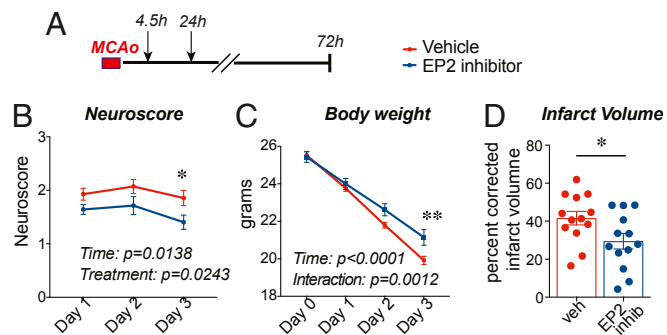 A
4.5h 24h 72h
MCAo
Vehicle
EP2 inhibitor
B Neuroscore
Neuroscore
3
2
1
0
*
Time: p=0.0138
Treatment: p=0.0243
Day 1 Day 2 Day 3
C Body weight
grams
26
24
22
20
18
**
Time: p<0.0001
Interaction: p=0.0012
Day 0 Day 1 Day 2 Day 3
D Infarct Volume
percent corrected
infarct volumne
80
60
40
20
0
*
veh
EP2
inhib